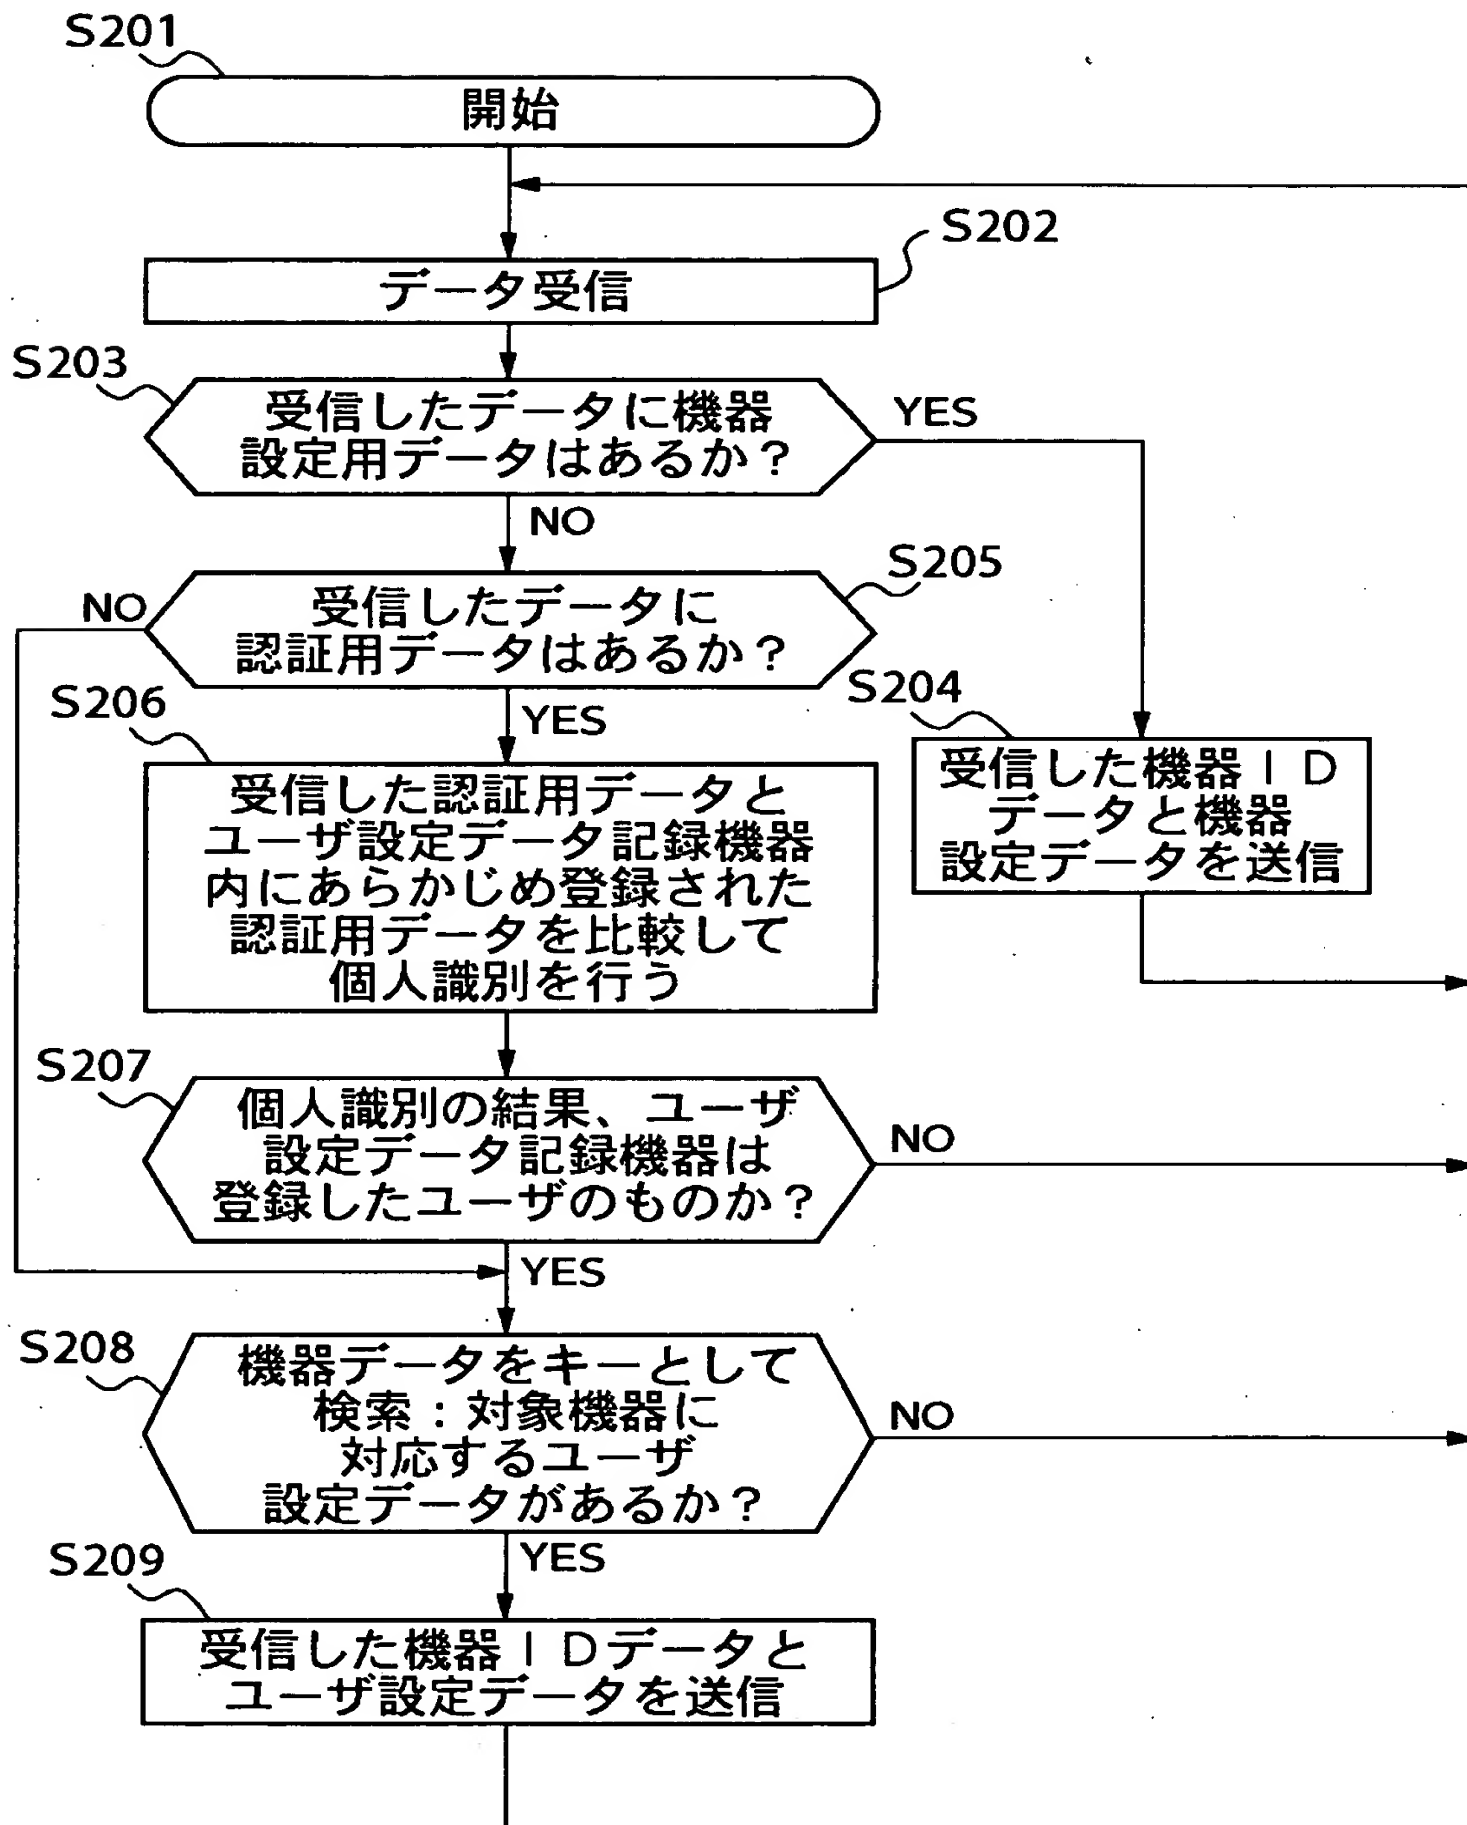 S201
開始
S202
データ受信
S203
受信したデータに機器
設定用データはあるか？
YES
NO
S205
NO
受信したデータに
認証用データはあるか？
S204
YES
受信した機器ＩＤ
データと機器
設定データを送信
S206
受信した認証用データと
ユーザ設定データ記録機器
内にあらかじめ登録された
認証用データを比較して
個人識別を行う
S207
個人識別の結果、ユーザ
設定データ記録機器は
登録したユーザのものか？
NO
YES
S208
機器データをキーとして
検索：対象機器に
対応するユーザ
設定データがあるか？
NO
YES
S209
受信した機器ＩＤデータと
ユーザ設定データを送信